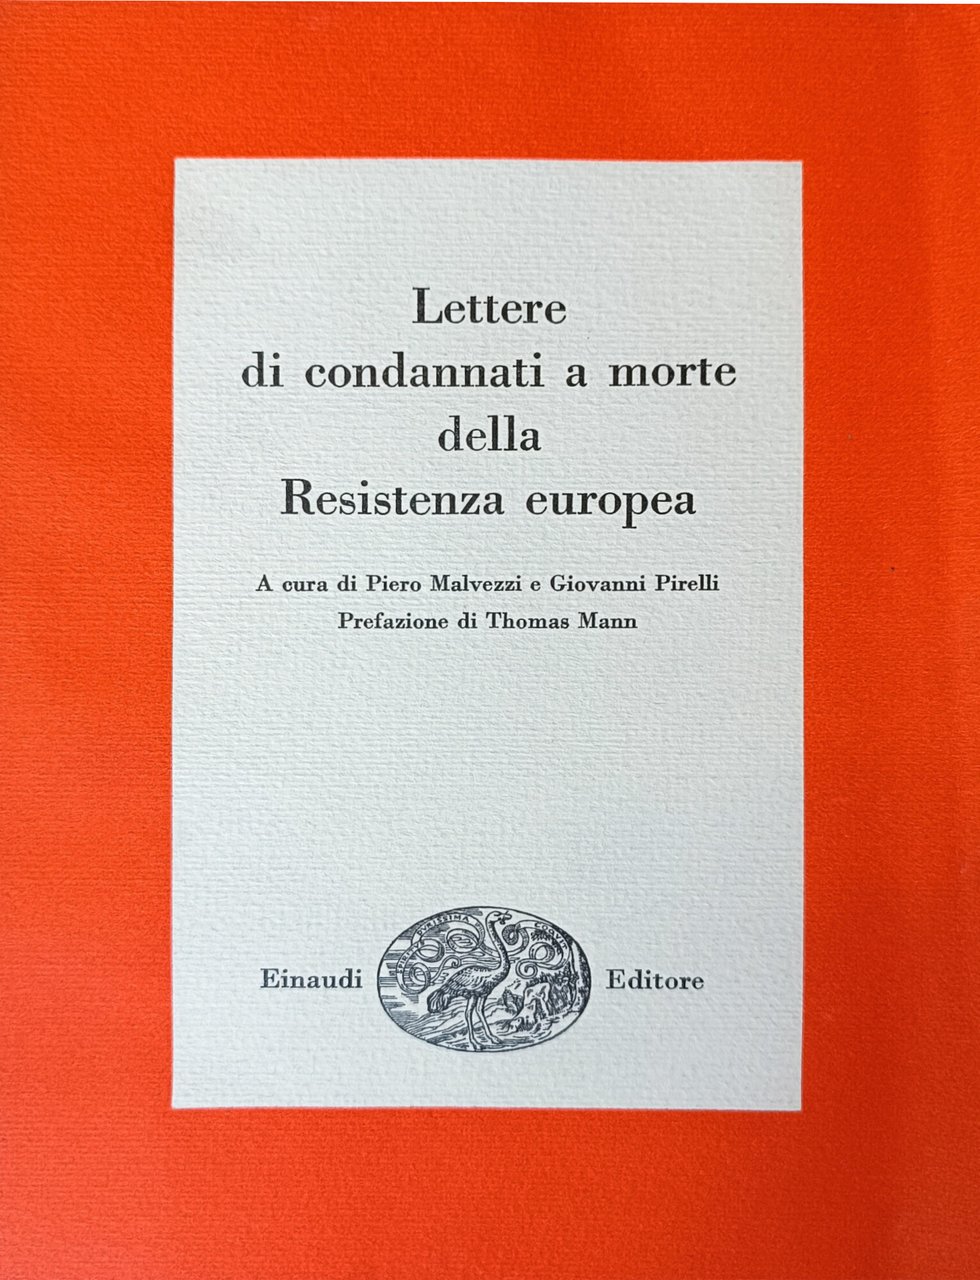 Lettere
di condannati a morte
della
Resistenza europea
A cura di Piero Malvezzi e Giovanni Pirelli
Prefazione di Thomas Mann
Einaudi
Editore